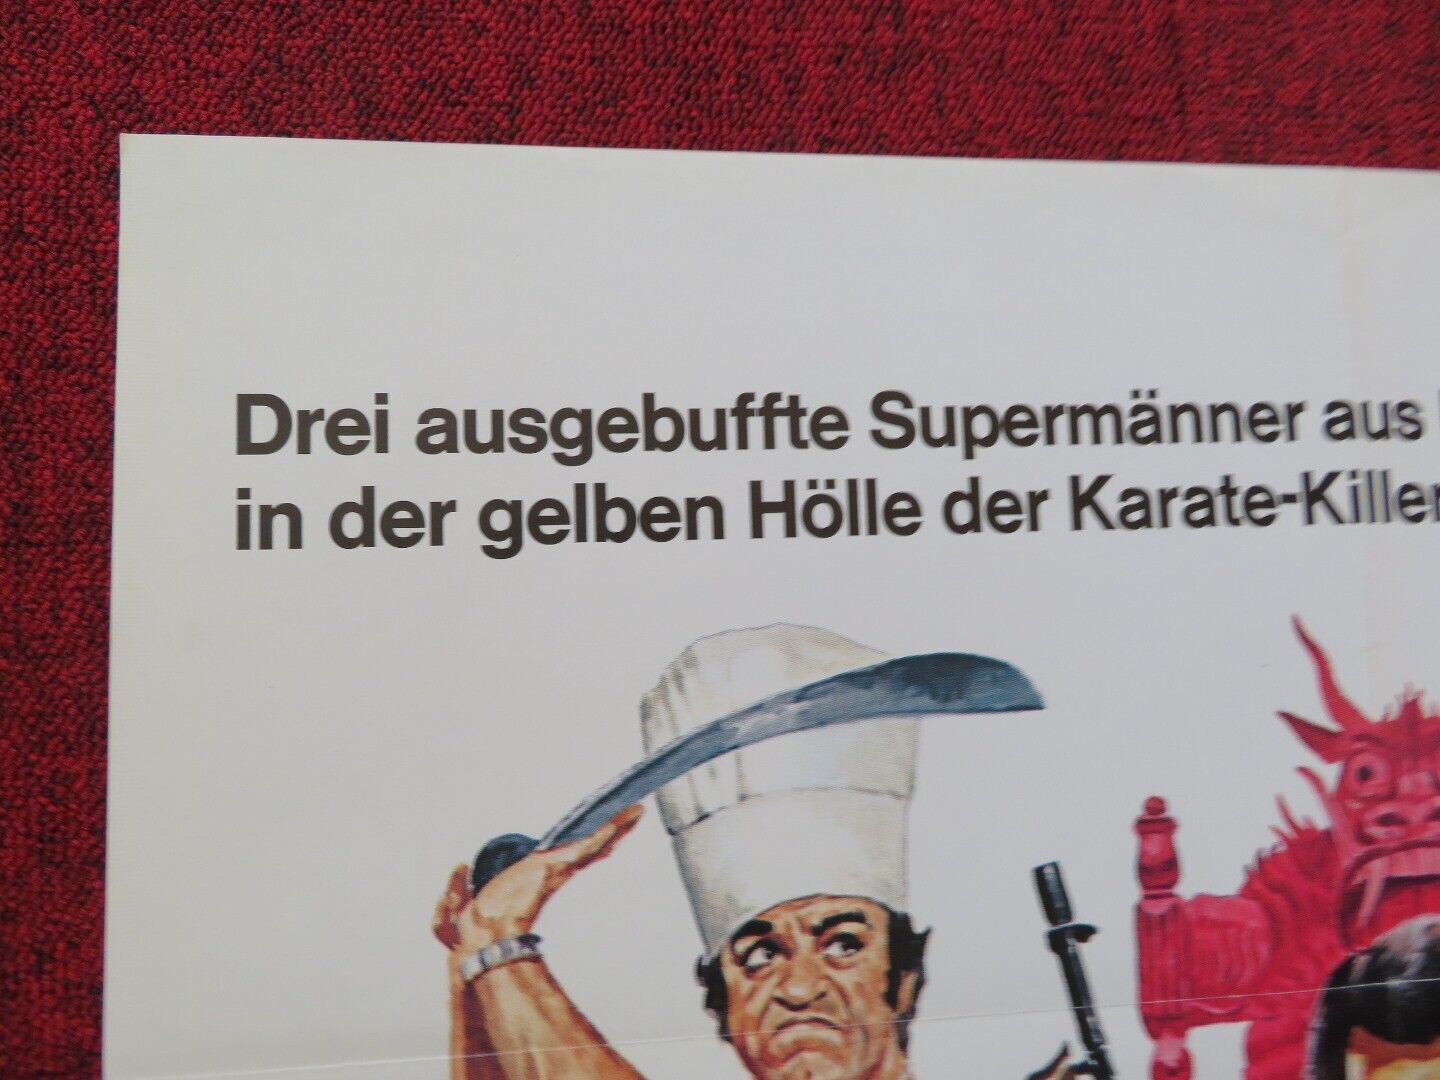 Drei ausgebuffte Supermänner aus
in der gelben Hölle der Karate-Killer